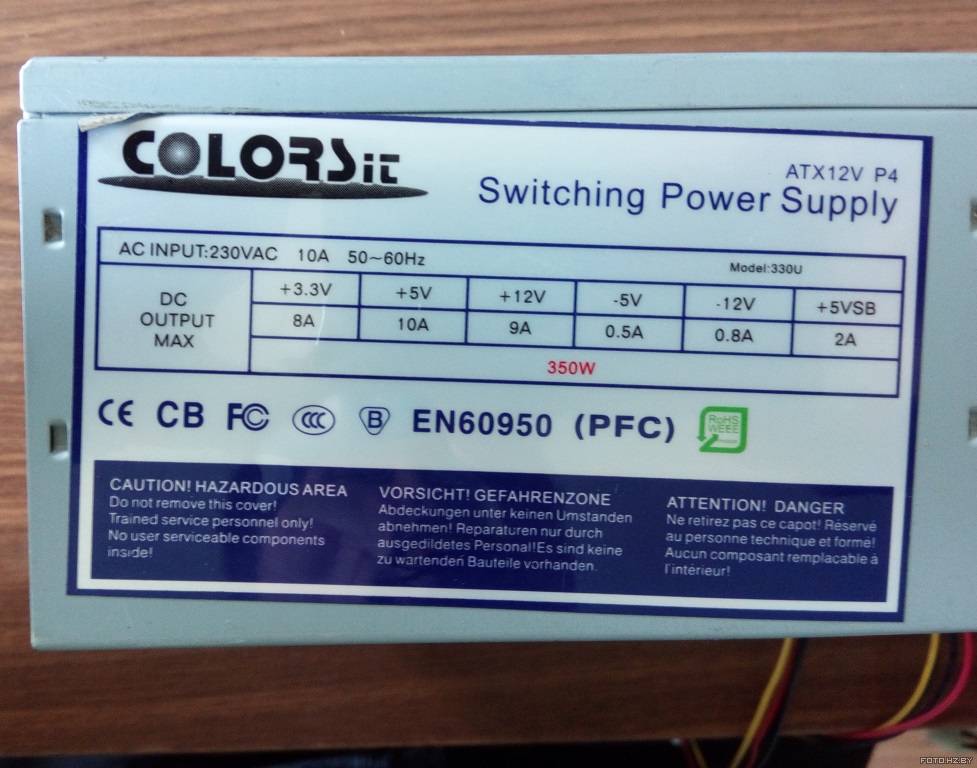 COLORSit
ATX12V P4
Switching Power Supply
AC INPUT:230VAC 10A 50~60Hz
Model:330U
DC OUTPUT MAX
+3.3V +5V +12V -5V -12V +5VSB
8A 10A 9A 0.5A 0.8A 2A
350W
CE CB FC CCC B EN60950 (PFC)
RoHS
WEEE
CAUTION! HAZARDOUS AREA
Do not remove this cover!
Trained service personnel only!
No user serviceable components
inside!
VORSICHT! GEFAHRENZONE
Abdeckungen unter keinen Umstanden
abnehmen! Reparaturen nur durch
ausgedildetes Personal!Es sind keine
zu wartenden Bauteile vorhanden.
ATTENTION! DANGER
Ne retirez pas ce capot! Réservé
au personne technique et formé!
Aucun composant remplacable à
l'intérieur!
FOTO.HZ.BY